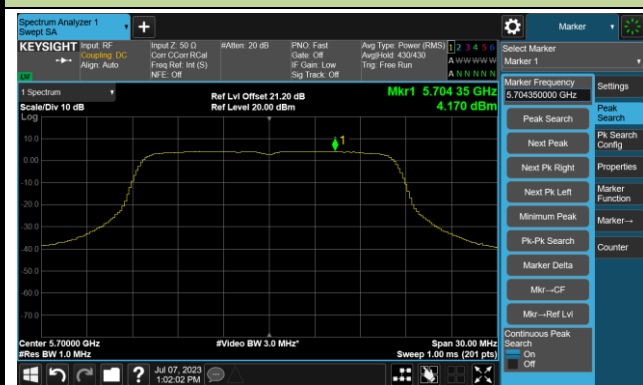 Spectrum Analyzer 1
Swept SA
+
Marker
KEYSIGHT
Input: RF
Coupling: DC
Align: Auto
Input Z: 50 Ω
Corr CCorr RCal
Freq Ref: Int (S)
NFE: Off
#Atten: 20 dB
PNO: Fast
Gate: Off
IF Gain: Low
Sig Track: Off
Avg Type: Power (RMS)
Avg|Hold: 430/430
Trig: Free Run
1 2 3 4 5 6
A W W W W W
A N N N N N
Select Marker
Marker 1
1 Spectrum
Scale/Div 10 dB
Log
Ref Lvl Offset 21.20 dB
Ref Level 20.00 dBm
Mkr1 5.704 35 GHz
4.170 dBm
10.0
0.00
-10.0
-20.0
-30.0
-40.0
-50.0
-60.0
-70.0
1
Center 5.70000 GHz
#Res BW 1.0 MHz
#Video BW 3.0 MHz*
Span 30.00 MHz
Sweep 1.00 ms (201 pts)
Marker Frequency
5.704350000 GHz
Peak Search
Next Peak
Next Pk Right
Next Pk Left
Minimum Peak
Pk-Pk Search
Marker Delta
Mkr→CF
Mkr→Ref Lvl
Continuous Peak
Search
On
Off
Settings
Peak
Search
Pk Search
Config
Properties
Marker
Function
Marker→
Counter
?
Jul 07, 2023
1:02:02 PM